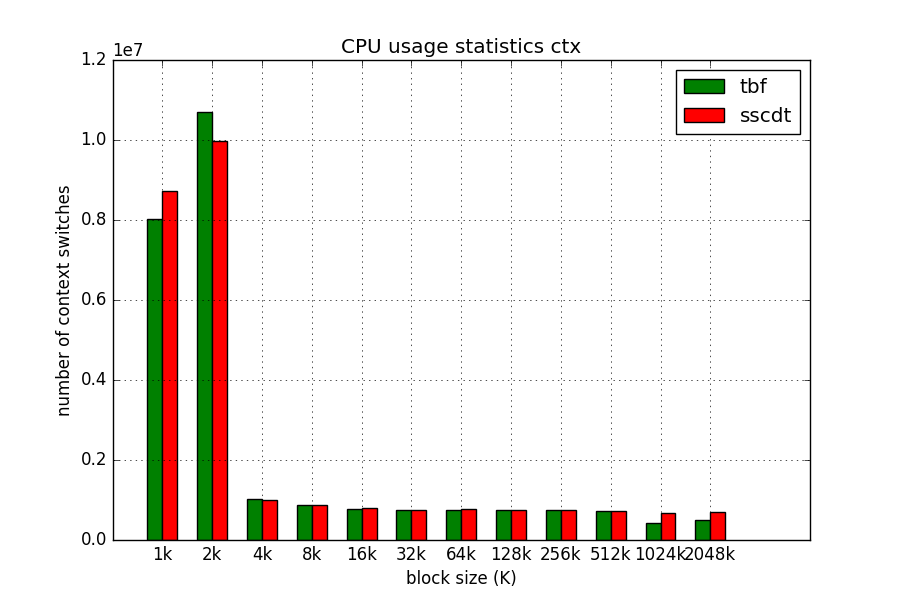 CPU usage statistics ctx
1e7
1.2
1.0
0.8
0.6
0.4
0.2
0.0
number of context switches
tbf
sscdt
1k 2k 4k 8k 16k 32k 64k 128k 256k 512k 1024k 2048k
block size (K)